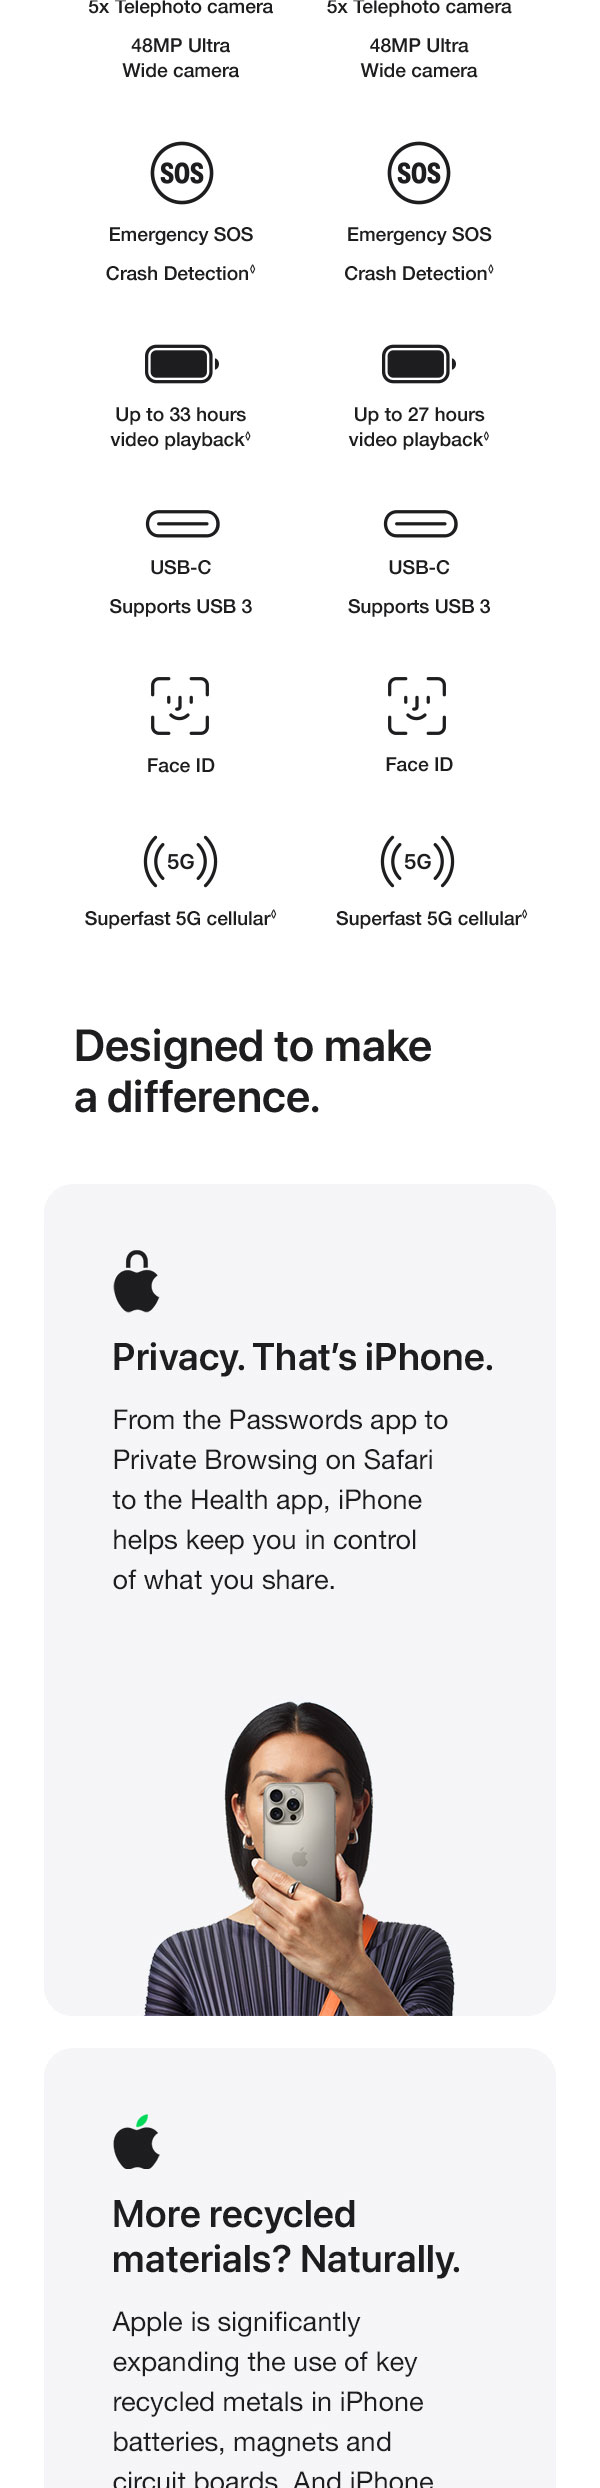 5x Telephoto camera
5x Telephoto camera
48MP Ultra
Wide camera
48MP Ultra
Wide camera
SOS
SOS
Emergency SOS
Emergency SOS
Crash Detection◊
Crash Detection◊
Up to 33 hours
video playback◊
Up to 27 hours
video playback◊
USB-C
USB-C
Supports USB 3
Supports USB 3
Face ID
Face ID
5G
5G
Superfast 5G cellular◊
Superfast 5G cellular◊
Designed to make
a difference.
Privacy. That’s iPhone.
From the Passwords app to
Private Browsing on Safari
to the Health app, iPhone
helps keep you in control
of what you share.
More recycled
materials? Naturally.
Apple is significantly
expanding the use of key
recycled metals in iPhone
batteries, magnets and
circuit boards. And iPhone